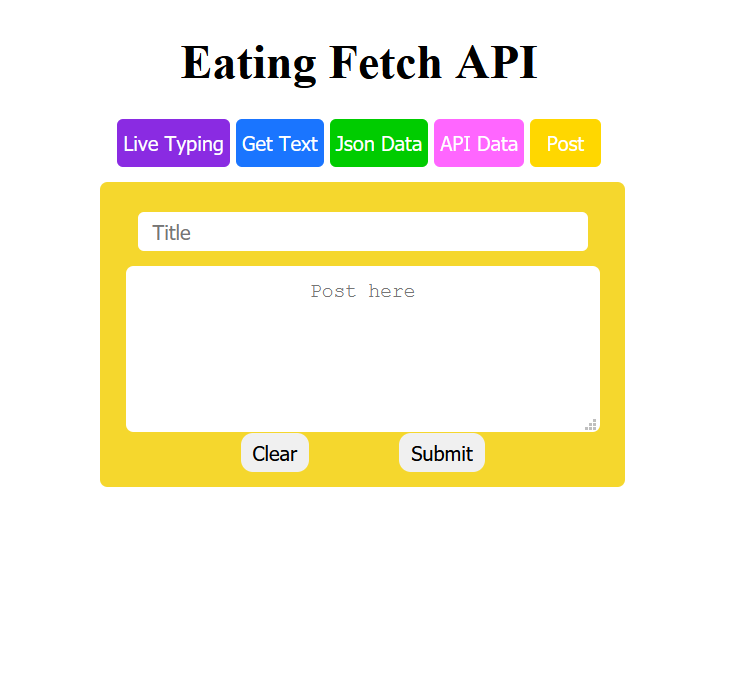 Eating Fetch API
Live Typing Get Text Json Data API Data Post
Title
Post here
Clear Submit